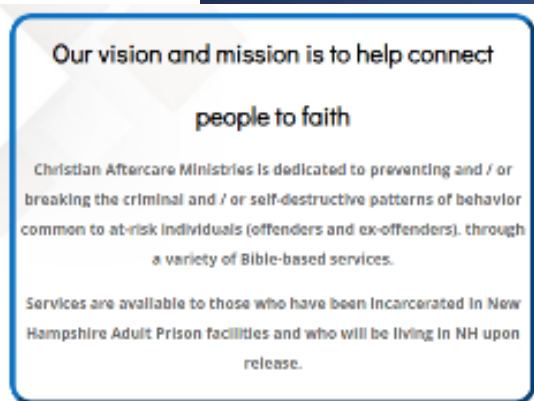 Our vision and mission is to help connect
people to faith
Christian Aftercare Ministries is dedicated to preventing and / or
breaking the criminal and / or self-destructive patterns of behavior
common to at-risk individuals (offenders and ex-offenders). through
a variety of Bible-based services.
Services are available to those who have been incarcerated in New
Hampshire Adult Prison facilities and who will be living in NH upon
release.